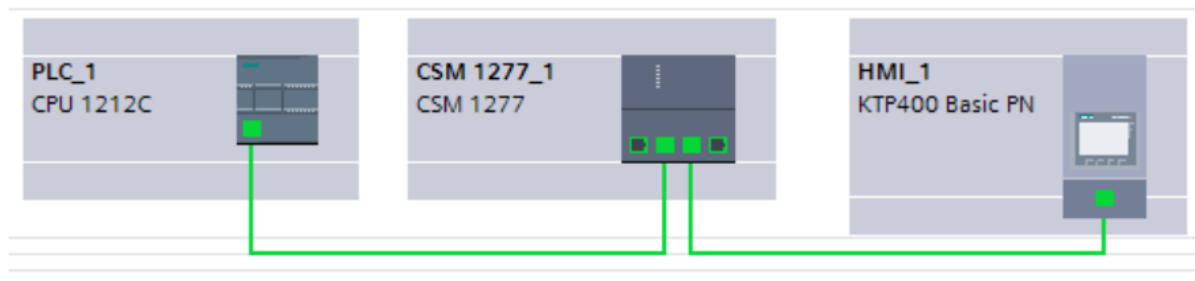 PLC_1
CPU 1212C
CSM 1277_1
CSM 1277
HMI_1
KTP400 Basic PN